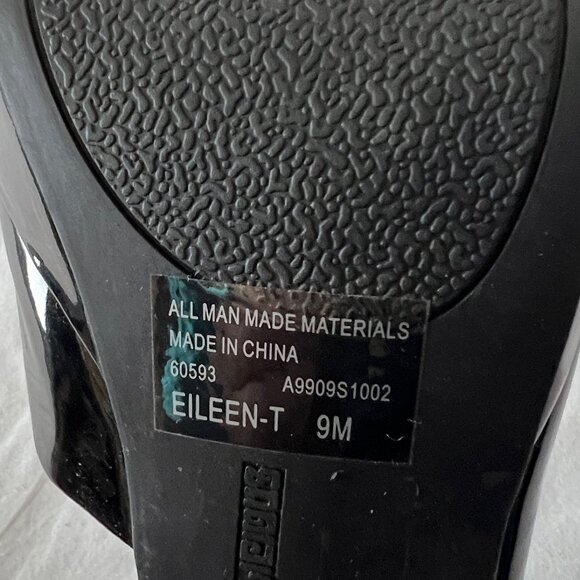 ALL MAN MADE MATERIALS
MADE IN CHINA
60593 A9909S1002
EILEEN-T 9M